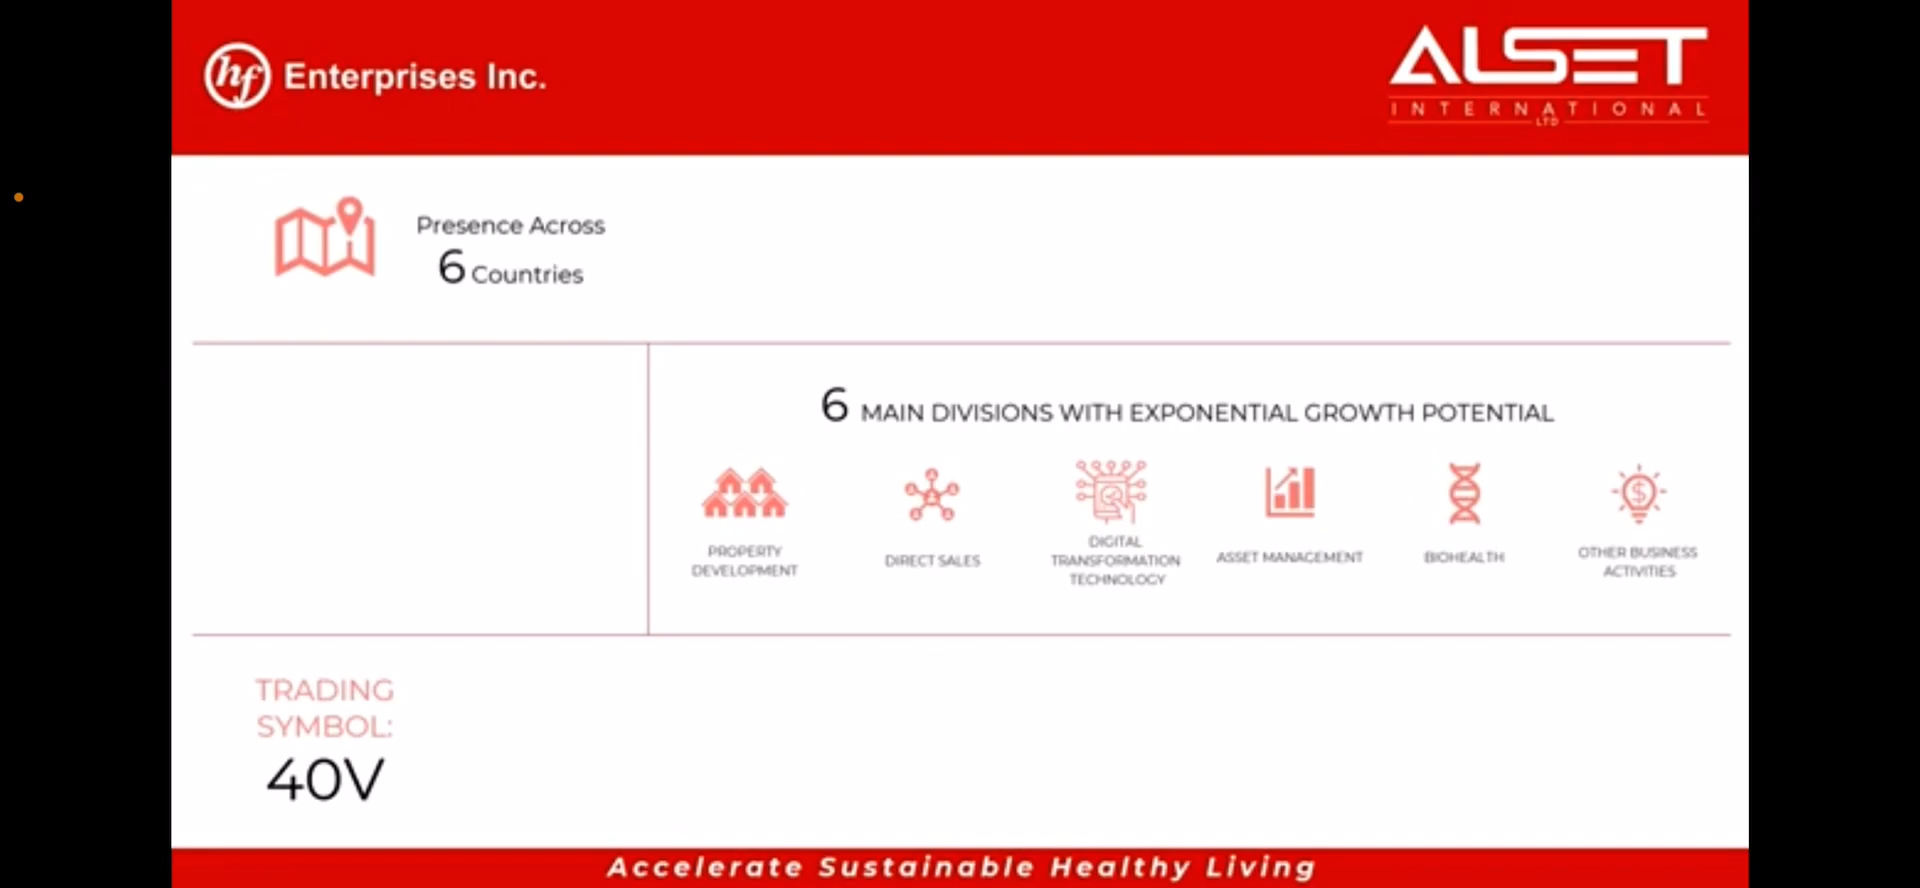 hf Enterprises Inc.
ALSET
INTERNATIONAL
LTD
Presence Across
6 Countries
6 MAIN DIVISIONS WITH EXPONENTIAL GROWTH POTENTIAL
PROPERTY
DEVELOPMENT
DIRECT SALES
DIGITAL
TRANSFORMATION
TECHNOLOGY
ASSET MANAGEMENT
BIOHEALTH
OTHER BUSINESS
ACTIVITIES
TRADING
SYMBOL:
40V
Accelerate Sustainable Healthy Living